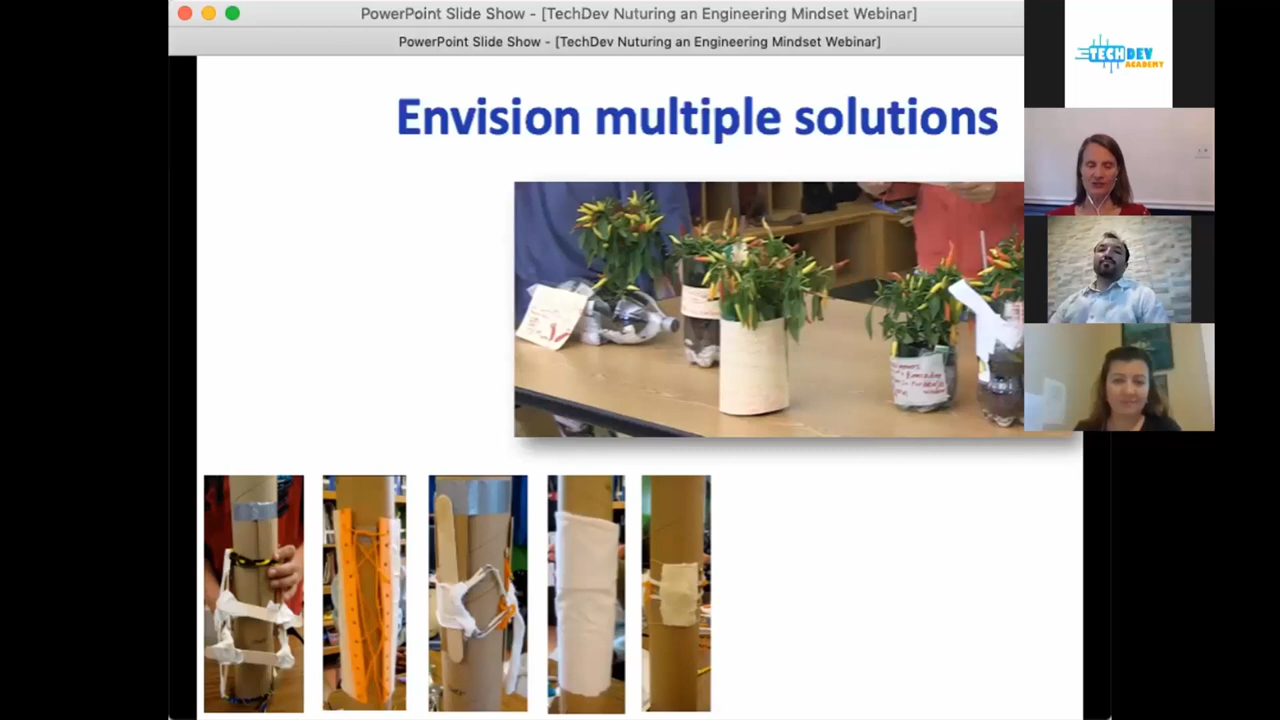 PowerPoint Slide Show - [TechDev Nuturing an Engineering Mindset Webinar]
PowerPoint Slide Show - [TechDev Nuturing an Engineering Mindset Webinar]
TECHDEV
ACADEMY
Envision multiple solutions